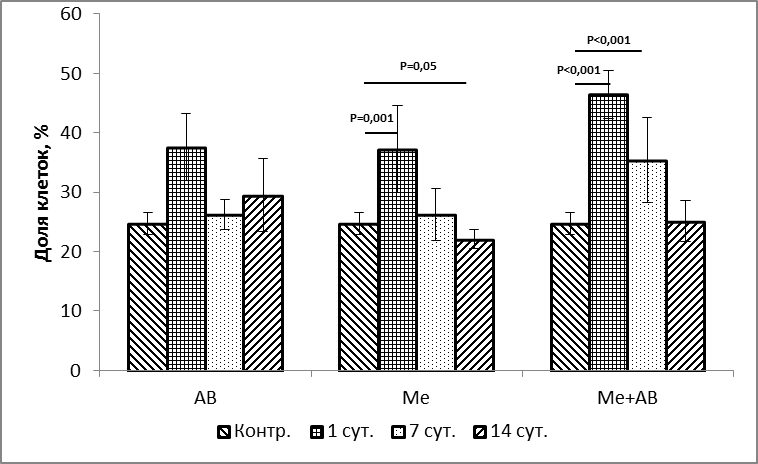 60
50
40
30
20
10
0
Доля клеток, %
P<0,001
P=0,05
P<0,001
P=0,001
АВ
Ме
Ме+АВ
Контр. 1 сут. 7 сут. 14 сут.